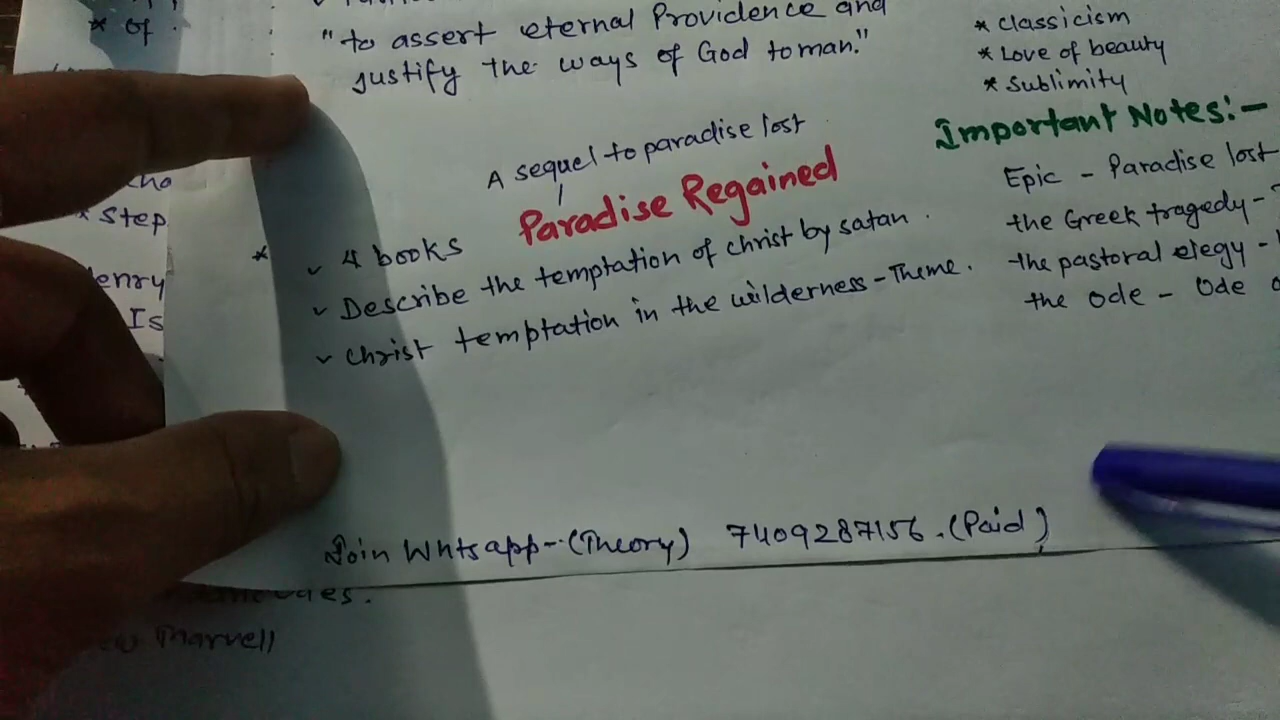 * of
"to assert eternal Providence and
justify the ways of God to man."
* Classicism
* Love of beauty
* Sublimity
A sequel to paradise lost
Paradise Regained
* ✓ 4 books
✓ Describe the temptation of christ by satan.
✓ Christ temptation in the wilderness - Theme.
Important Notes:-
Epic - Paradise lost
the Greek tragedy -
the pastoral elegy -
the ode - Ode
* Step
enry
Is
Join Whtsapp-(Theory) 7409287156.(Paid)
Marvell